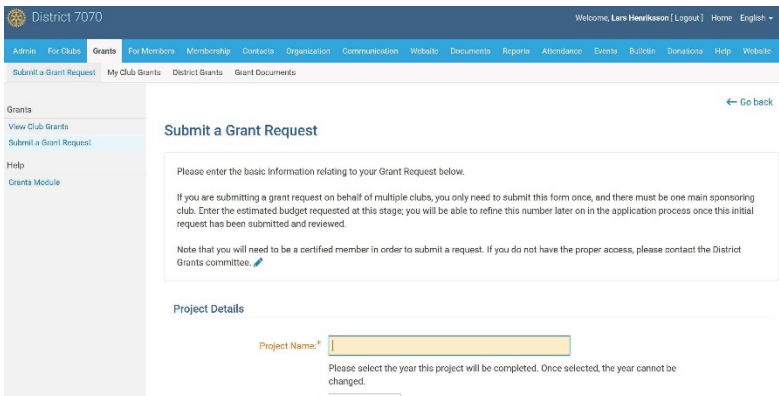 District 7070
Welcome, Lars Henriksson [ Logout ] Home English
Admin For Clubs Grants For Members Membership Contacts Organization Communication Website Documents Reports Attendance Events Bulletin Donations Help Website
Submit a Grant Request My Club Grants District Grants Grant Documents
← Go back
Grants
View Club Grants
Submit a Grant Request
Help
Grants Module
Submit a Grant Request
Please enter the basic Information relating to your Grant Request below.
If you are submitting a grant request on behalf of multiple clubs, you only need to submit this form once, and there must be one main sponsoring
club. Enter the estimated budget requested at this stage; you will be able to refine this number later on in the application process once this initial
request has been submitted and reviewed.
Note that you will need to be a certified member in order to submit a request. If you do not have the proper access, please contact the District
Grants committee.
Project Details
Project Name:*
Please select the year this project will be completed. Once selected, the year cannot be
changed.